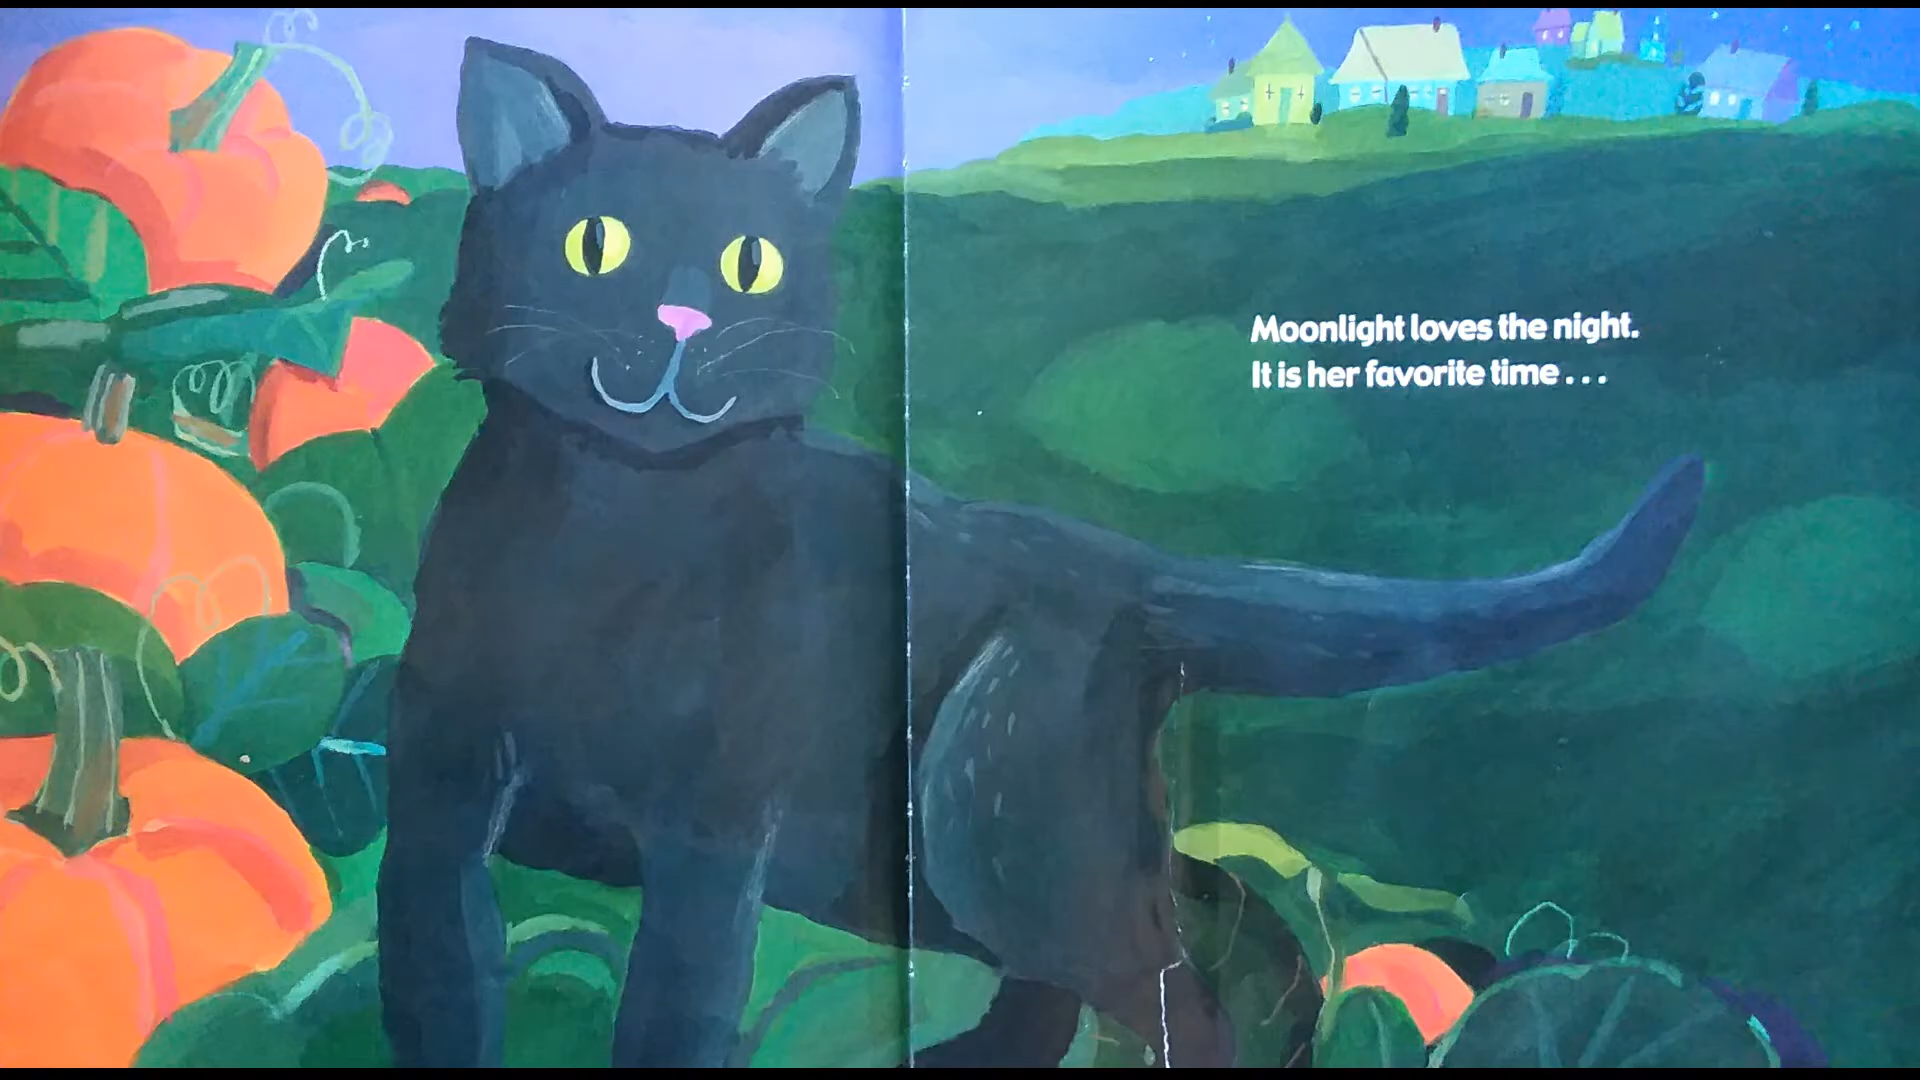 Moonlight loves the night.
It is her favorite time . . .